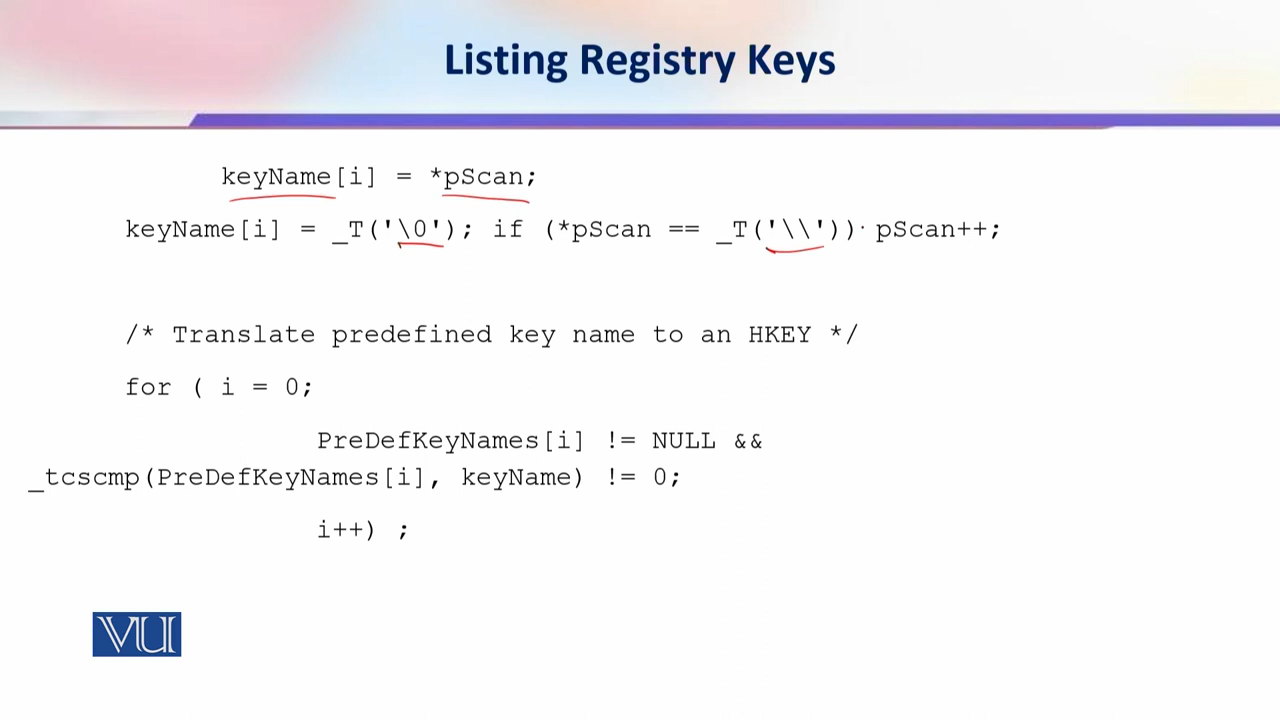 Listing Registry Keys
keyName[i] = *pScan;
keyName[i] = _T('\0'); if (*pScan == _T('\\')) pScan++;
/* Translate predefined key name to an HKEY */
for ( i = 0;
PreDefKeyNames[i] != NULL &&
_tcscmp(PreDefKeyNames[i], keyName) != 0;
i++) ;
VU